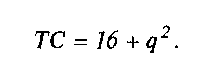 TC = 16 + q².